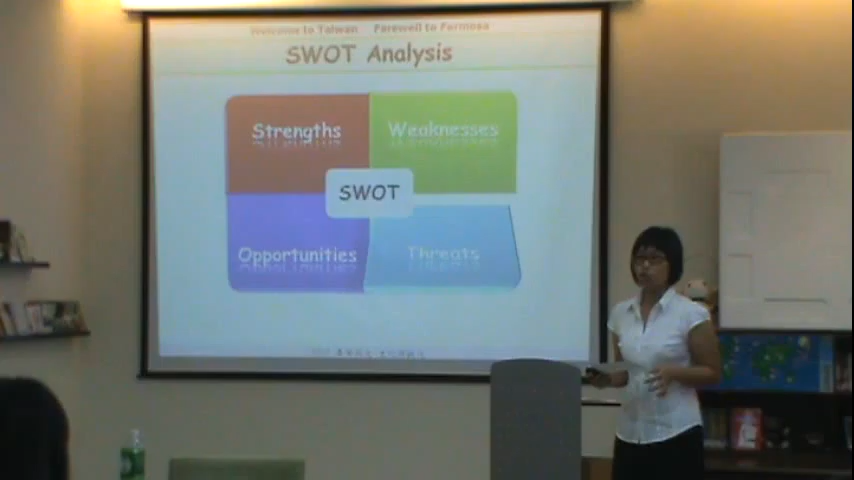 Welcome to Taiwan Farewell to Formosa
SWOT Analysis
Strengths
Weaknesses
SWOT
Opportunities
Threats